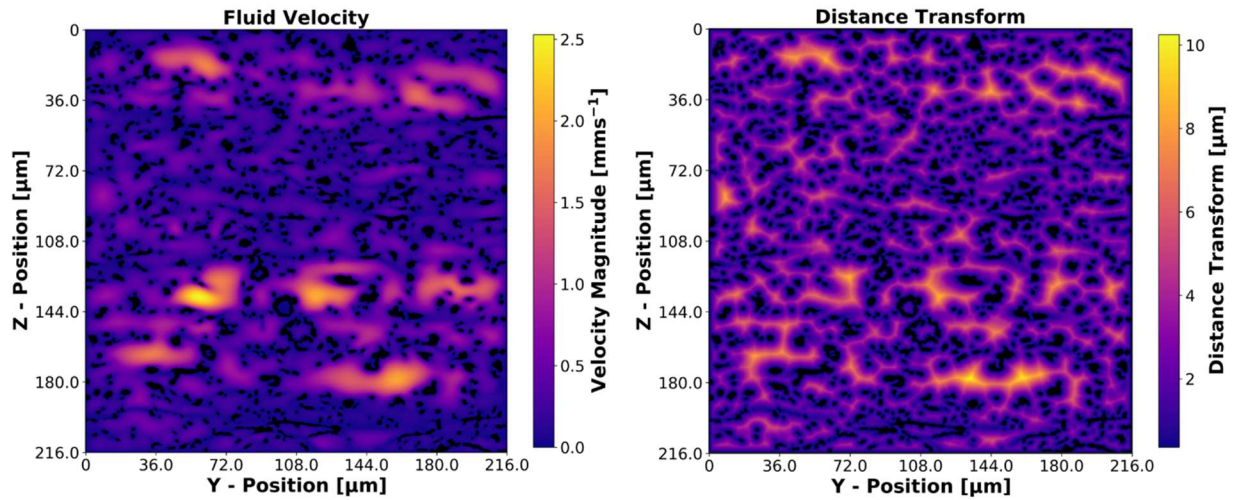 Fluid Velocity
0
36.0
72.0
108.0
144.0
180.0
216.0
Z - Position [μm]
0 36.0 72.0 108.0 144.0 180.0 216.0
Y - Position [μm]
2.5
2.0
1.5
1.0
0.5
0.0
Velocity Magnitude [mms⁻¹]
Distance Transform
0
36.0
72.0
108.0
144.0
180.0
216.0
Z - Position [μm]
0 36.0 72.0 108.0 144.0 180.0 216.0
Y - Position [μm]
10
8
6
4
2
Distance Transform [μm]